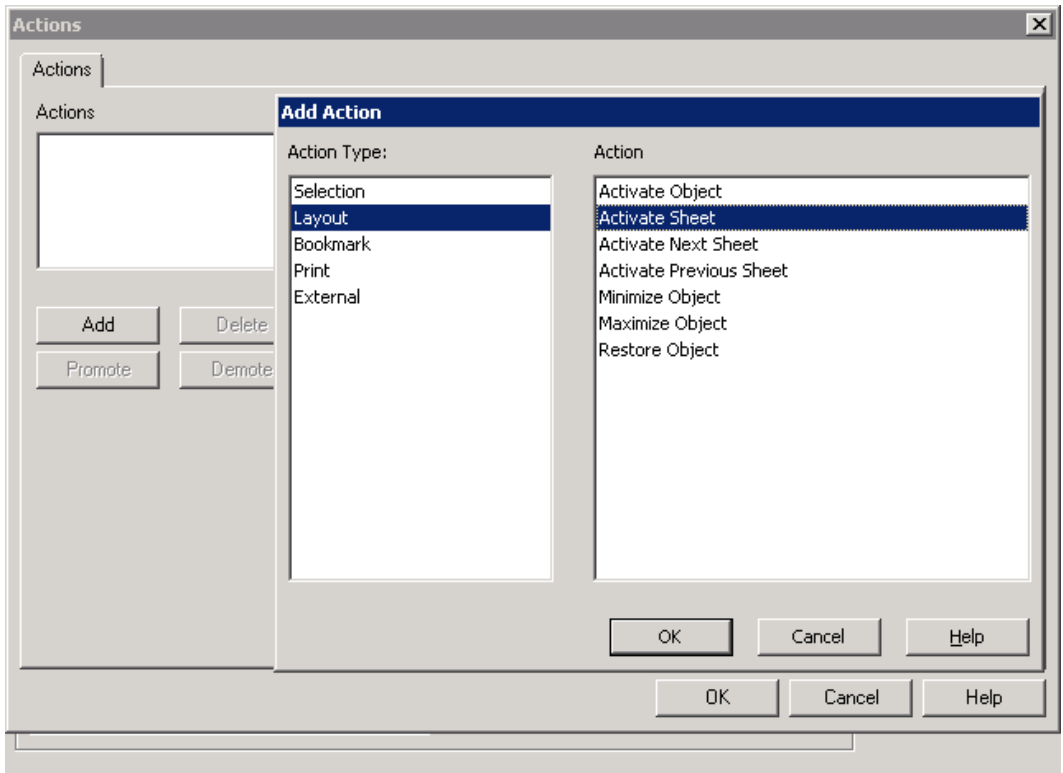 Actions
Actions
Actions
Add Action
Action Type:
Action
Selection
Layout
Bookmark
Print
External
Activate Object
Activate Sheet
Activate Next Sheet
Activate Previous Sheet
Minimize Object
Maximize Object
Restore Object
Add
Delete
Promote
Demote
OK
Cancel
Help
OK
Cancel
Help